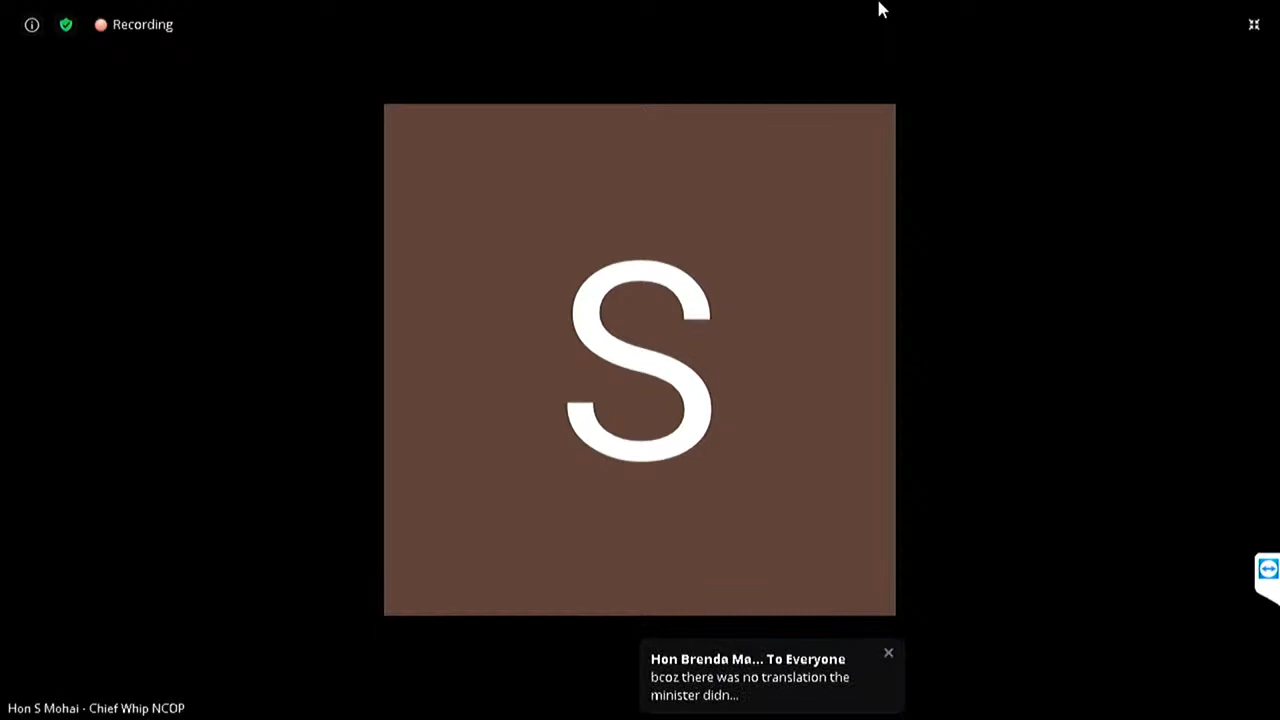 Recording
S
Hon Brenda Ma... To Everyone
bcoz there was no translation the
minister didn...
Hon S Mohai - Chief Whip NCOP